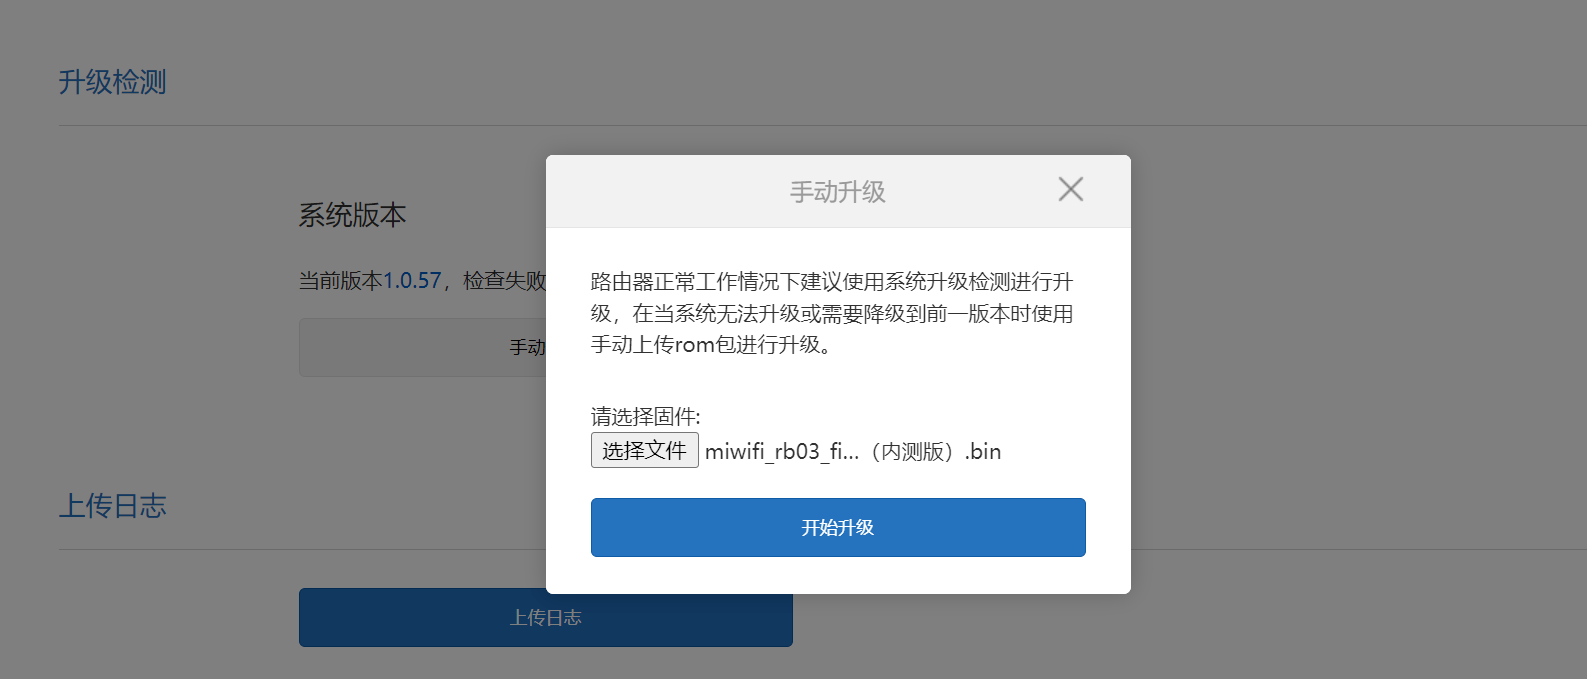 升级检测
手动升级
系统版本
路由器正常工作情况下建议使用系统升级检测进行升
当前版本1.0.57，检查失败
级，在当系统无法升级或需要降级到前一版本时使用
手动上传rom包进行升级。
手动
请选择固件:
选择文件 miwifi_rb03_fi...（内测版）.bin
上传日志
开始升级
上传日志